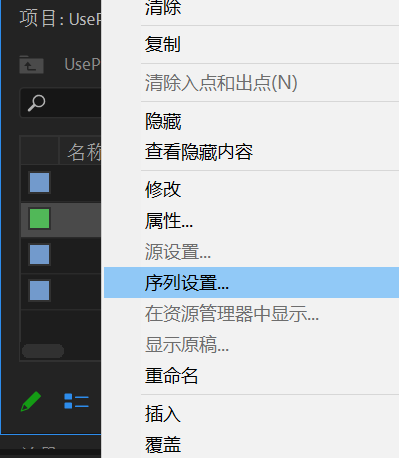 项目: UseP
UseP
名称
清除
复制
清除入点和出点(N)
隐藏
查看隐藏内容
修改
属性...
源设置...
序列设置...
在资源管理器中显示...
显示原稿...
重命名
插入
覆盖